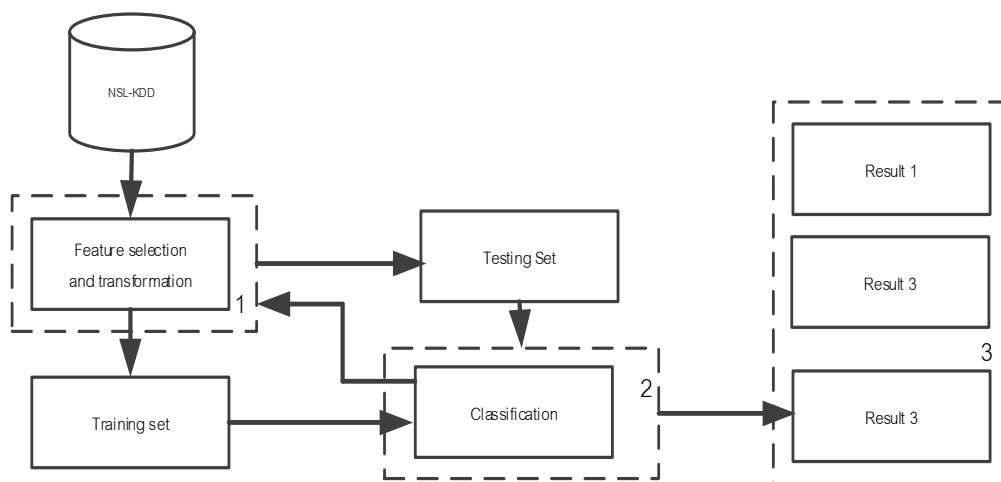 NSL-KDD
Feature selection
and transformation
1
Testing Set
Training set
Classification
2
Result 1
Result 3
3
Result 3